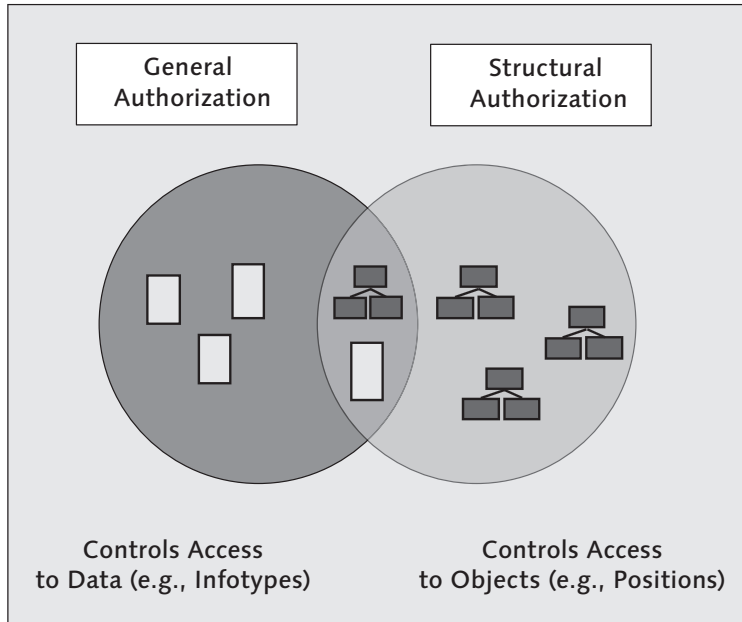 General
Authorization
Structural
Authorization
Controls Access
to Data (e.g., Infotypes)
Controls Access
to Objects (e.g., Positions)